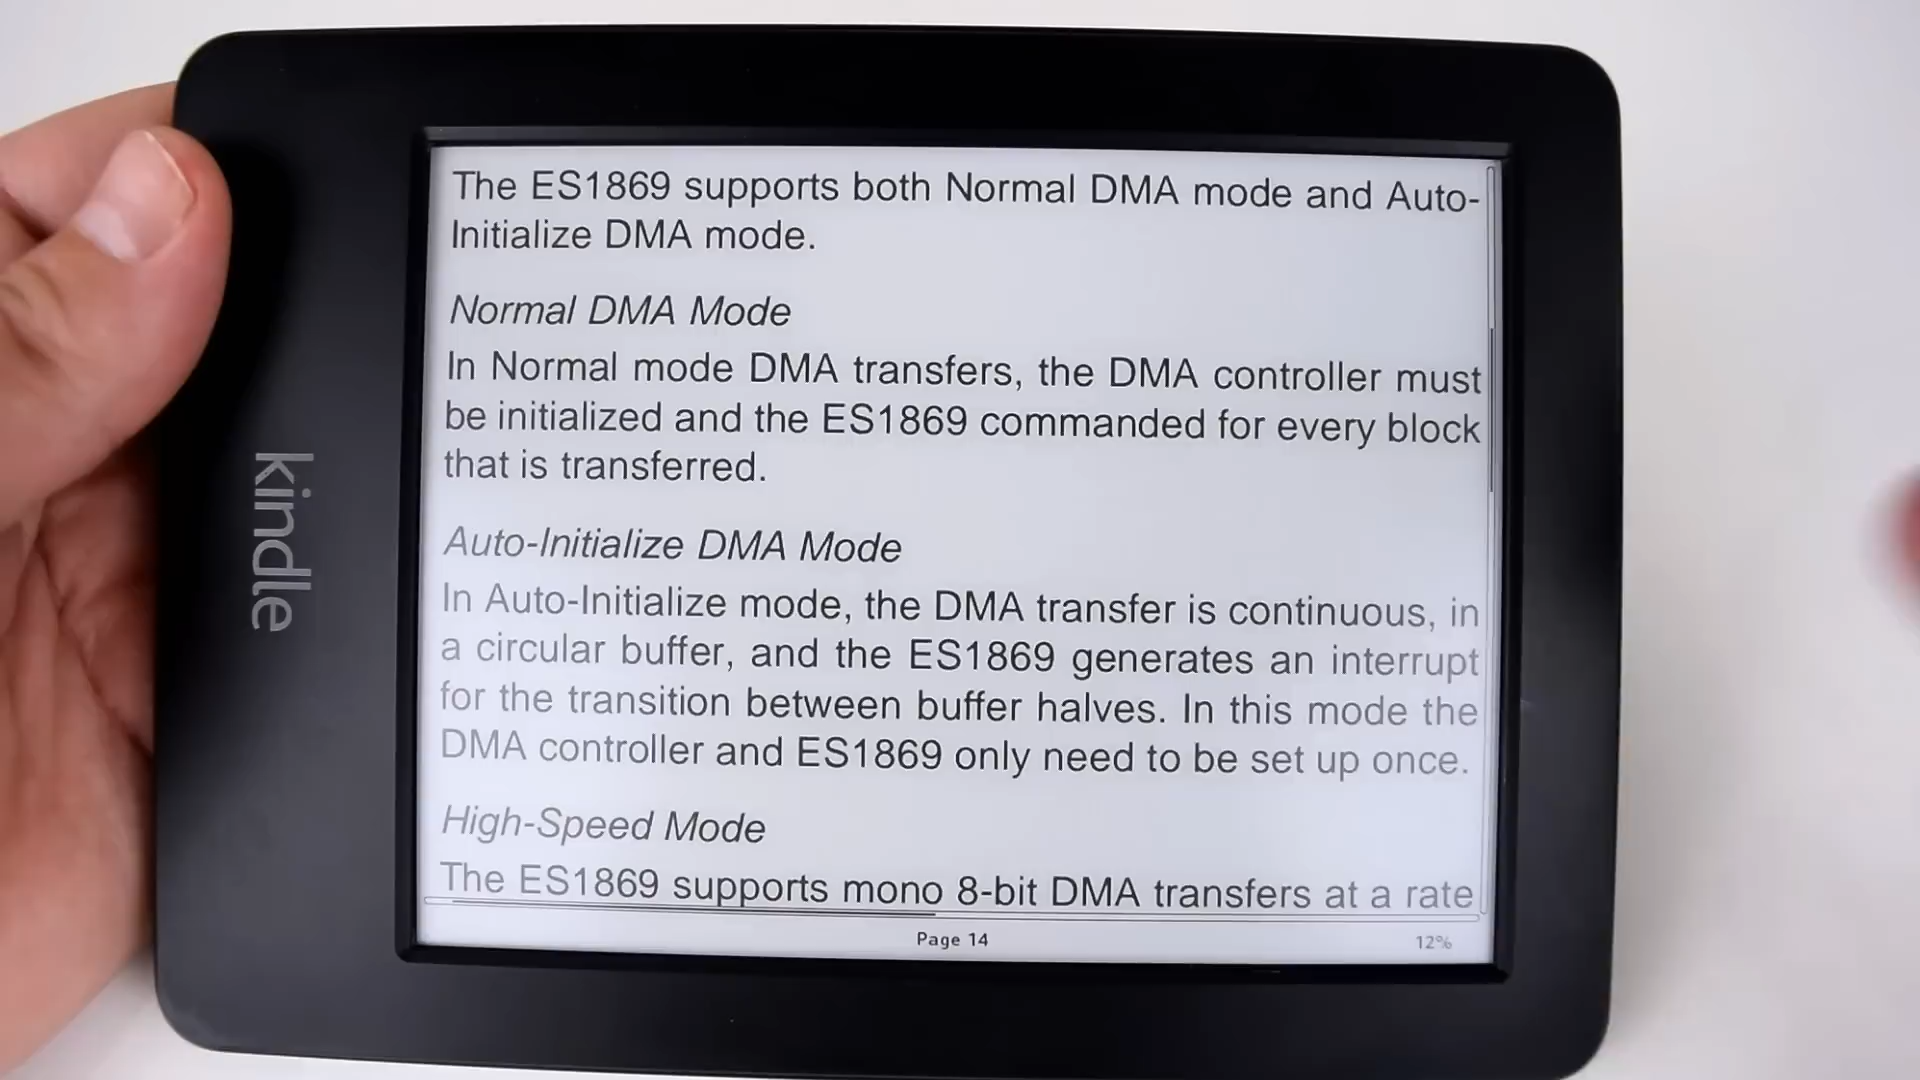 The ES1869 supports both Normal DMA mode and Auto-
Initialize DMA mode.
Normal DMA Mode
In Normal mode DMA transfers, the DMA controller must
be initialized and the ES1869 commanded for every block
that is transferred.
Auto-Initialize DMA Mode
In Auto-Initialize mode, the DMA transfer is continuous, in
a circular buffer, and the ES1869 generates an interrupt
for the transition between buffer halves. In this mode the
DMA controller and ES1869 only need to be set up once.
High-Speed Mode
The ES1869 supports mono 8-bit DMA transfers at a rate
Page 14
12%
kindle